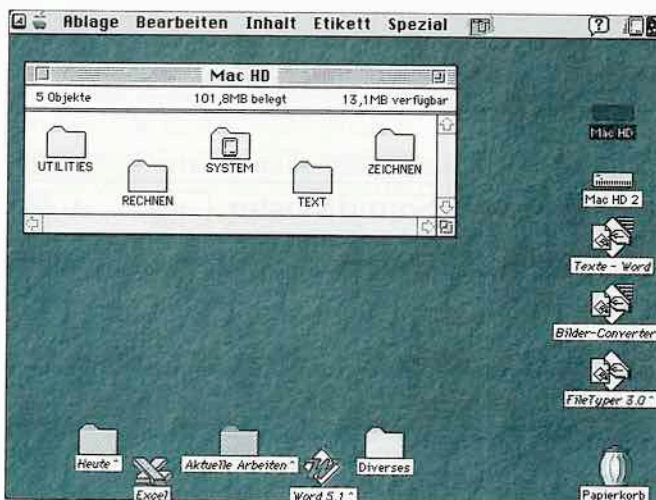 Ablage Bearbeiten Inhalt Etikett Spezial
Mac HD
5 Objekte 101,8MB belegt 13,1MB verfügbar
UTILITIES SYSTEM ZEICHNEN
RECHNEN TEXT
Mac HD
Mac HD 2
Texte - Word
Bilder-Converter
FileTyper 3.0^
Heute^ Aktuelle Arbeiten^ Diverses
Excel Word 5.1^ Papierkorb